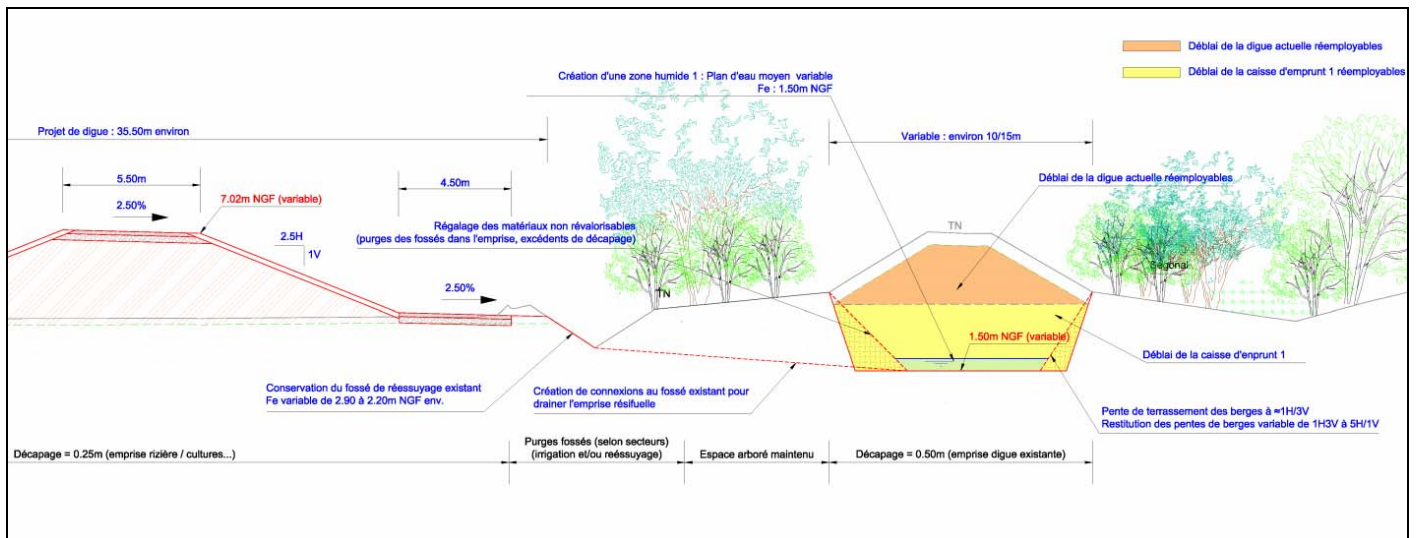 Déblai de la digue actuelle réemployables
Déblai de la caisse d'emprunt 1 réemployables
Création d'une zone humide 1 : Plan d'eau moyen variable
Fe : 1.50m NGF
Projet de digue : 35.50m environ
Variable : environ 10/15m
5.50m
4.50m
2.50%
7.02m NGF (variable)
Déblai de la digue actuelle réemployables
Régalage des matériaux non révalorisables
(purges des fossés dans l'emprise, excédents de décapage)
TN
2.5H
1V
Ségonal
2.50%
TN
1.50m NGF (variable)
Déblai de la caisse d'enprunt 1
Conservation du fossé de réessuyage existant
Fe variable de 2.90 à 2.20m NGF env.
Création de connexions au fossé existant pour
drainer l'emprise résifuelle
Pente de terrassement des berges à ≈1H/3V
Restitution des pentes de berges variable de 1H3V à 5H/1V
Décapage = 0.25m (emprise rizière / cultures...)
Purges fossés (selon secteurs)
(irrigation et/ou reéssuyage)
Espace arboré maintenu
Décapage = 0.50m (emprise digue existante)